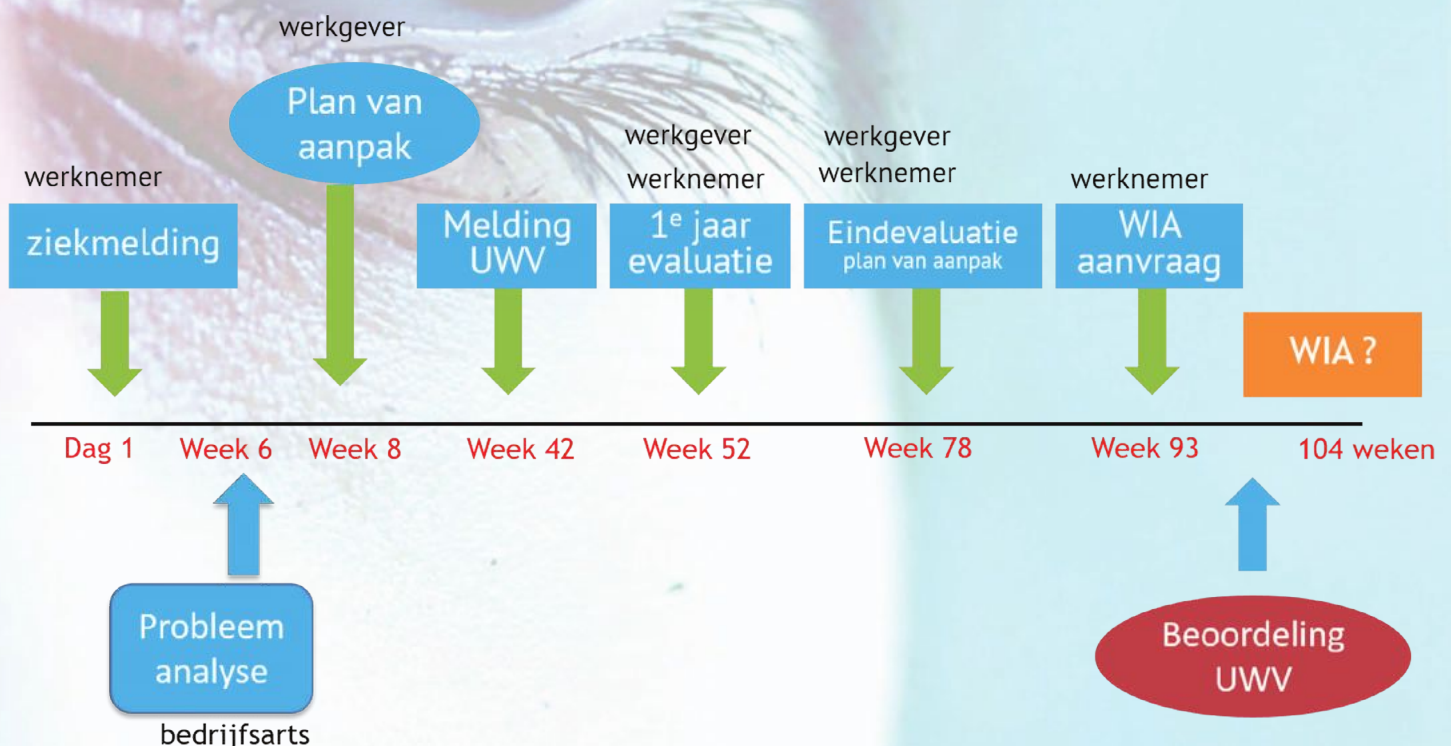 werkgever
Plan van
aanpak
werknemer
ziekmelding
Melding
UWV
werkgever
werknemer
1e jaar
evaluatie
werkgever
werknemer
Eindevaluatie
plan van aanpak
werknemer
WIA
aanvraag
WIA ?
Dag 1
Week 6
Week 8
Week 42
Week 52
Week 78
Week 93
104 weken
Probleem
analyse
bedrijfsarts
Beoordeling
UWV